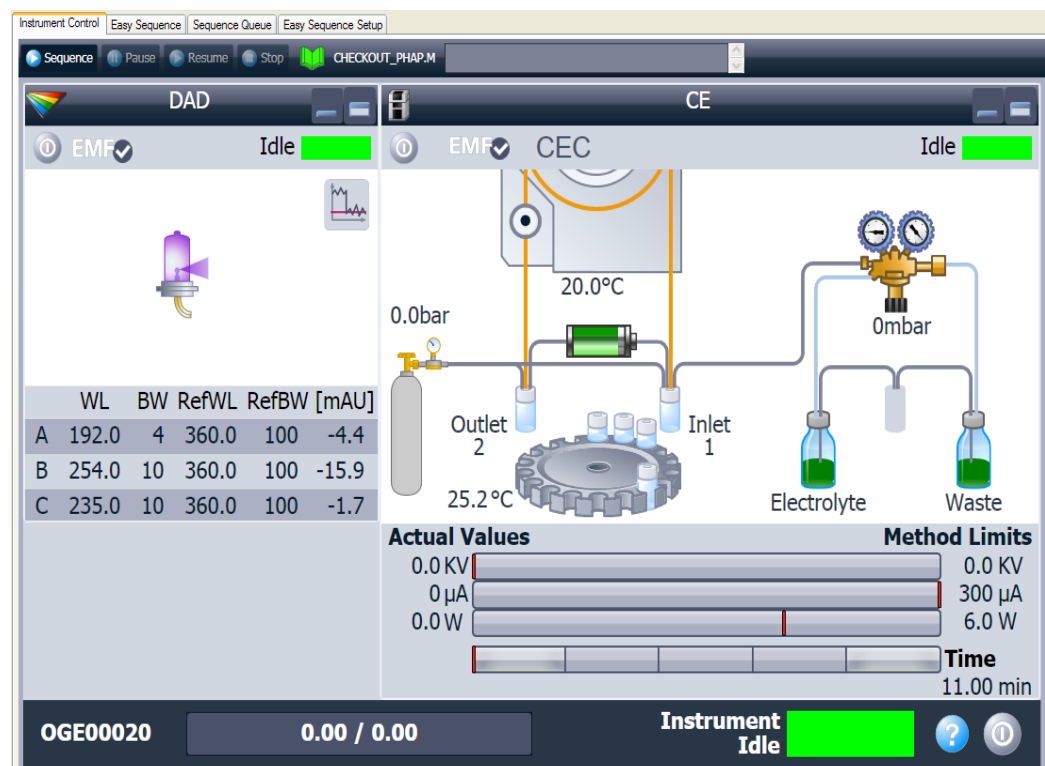 Instrument Control Easy Sequence Sequence Queue Easy Sequence Setup
Sequence Pause Resume Stop CHECKOUT_PHAP.M
DAD
EMF Idle
WL BW RefWL RefBW [mAU]
A 192.0 4 360.0 100 -4.4
B 254.0 10 360.0 100 -15.9
C 235.0 10 360.0 100 -1.7
CE
EMF CEC Idle
20.0°C
0.0bar
0mbar
Outlet
2
Inlet
1
25.2°C
Electrolyte
Waste
Actual Values Method Limits
0.0 KV 0.0 KV
0 µA 300 µA
0.0 W 6.0 W
Time
11.00 min
OGE00020 0.00 / 0.00 Instrument
Idle ?